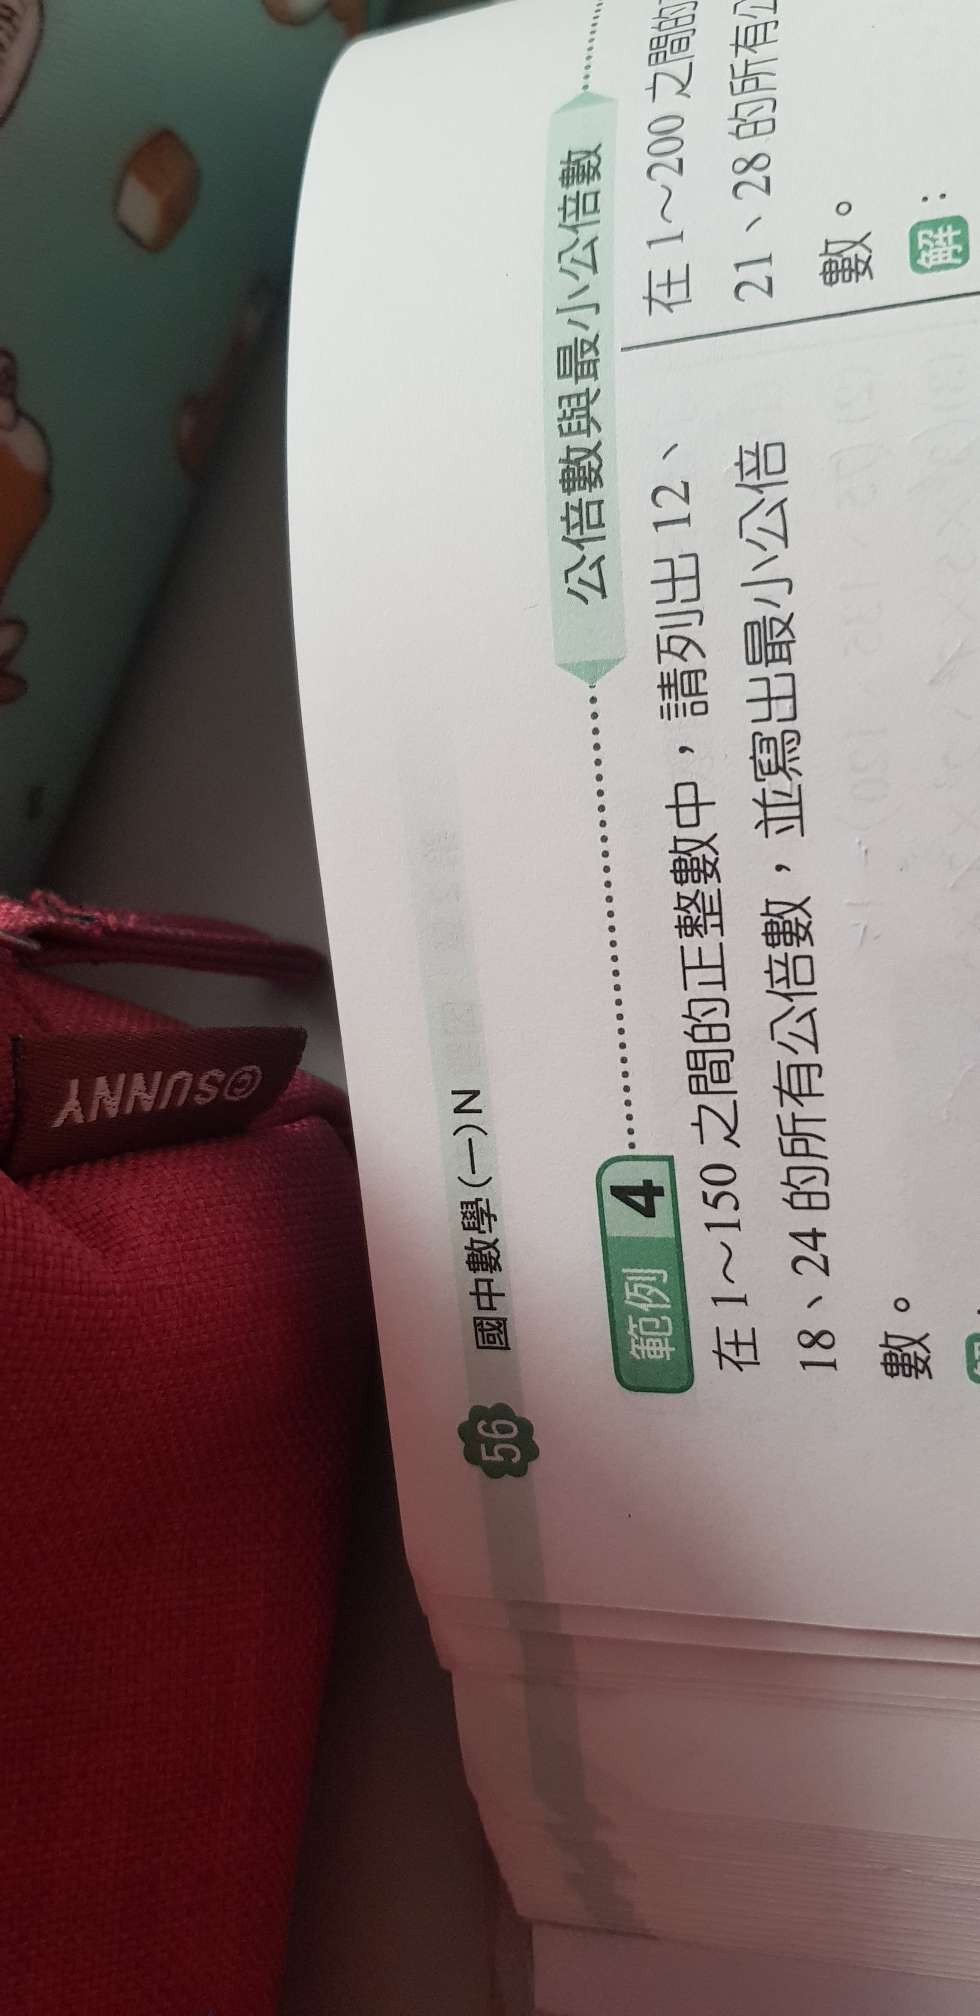 56 國中數學(一)N
範例 4 公倍數與最小公倍數
在 1～150 之間的正整數中，請列出 12、
18、24 的所有公倍數，並寫出最小公倍
數。
在 1～200 之間的
21、28 的所有公
數。
解：
©SUNNY